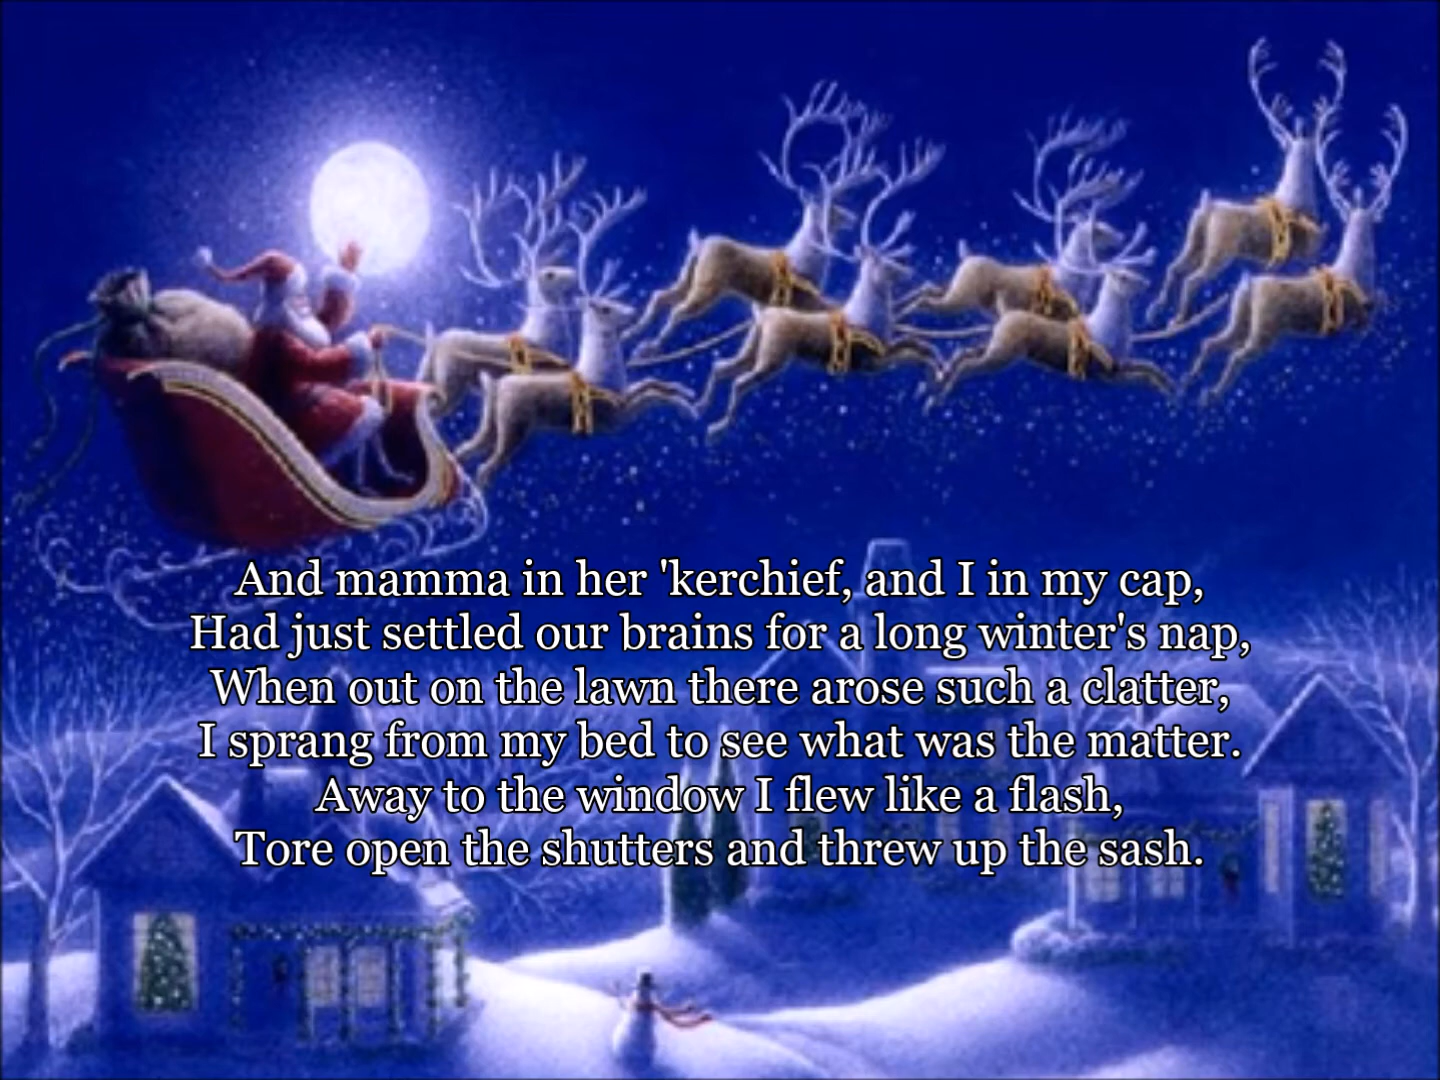 And mamma in her 'kerchief, and I in my cap,
Had just settled our brains for a long winter's nap,
When out on the lawn there arose such a clatter,
I sprang from my bed to see what was the matter.
Away to the window I flew like a flash,
Tore open the shutters and threw up the sash.